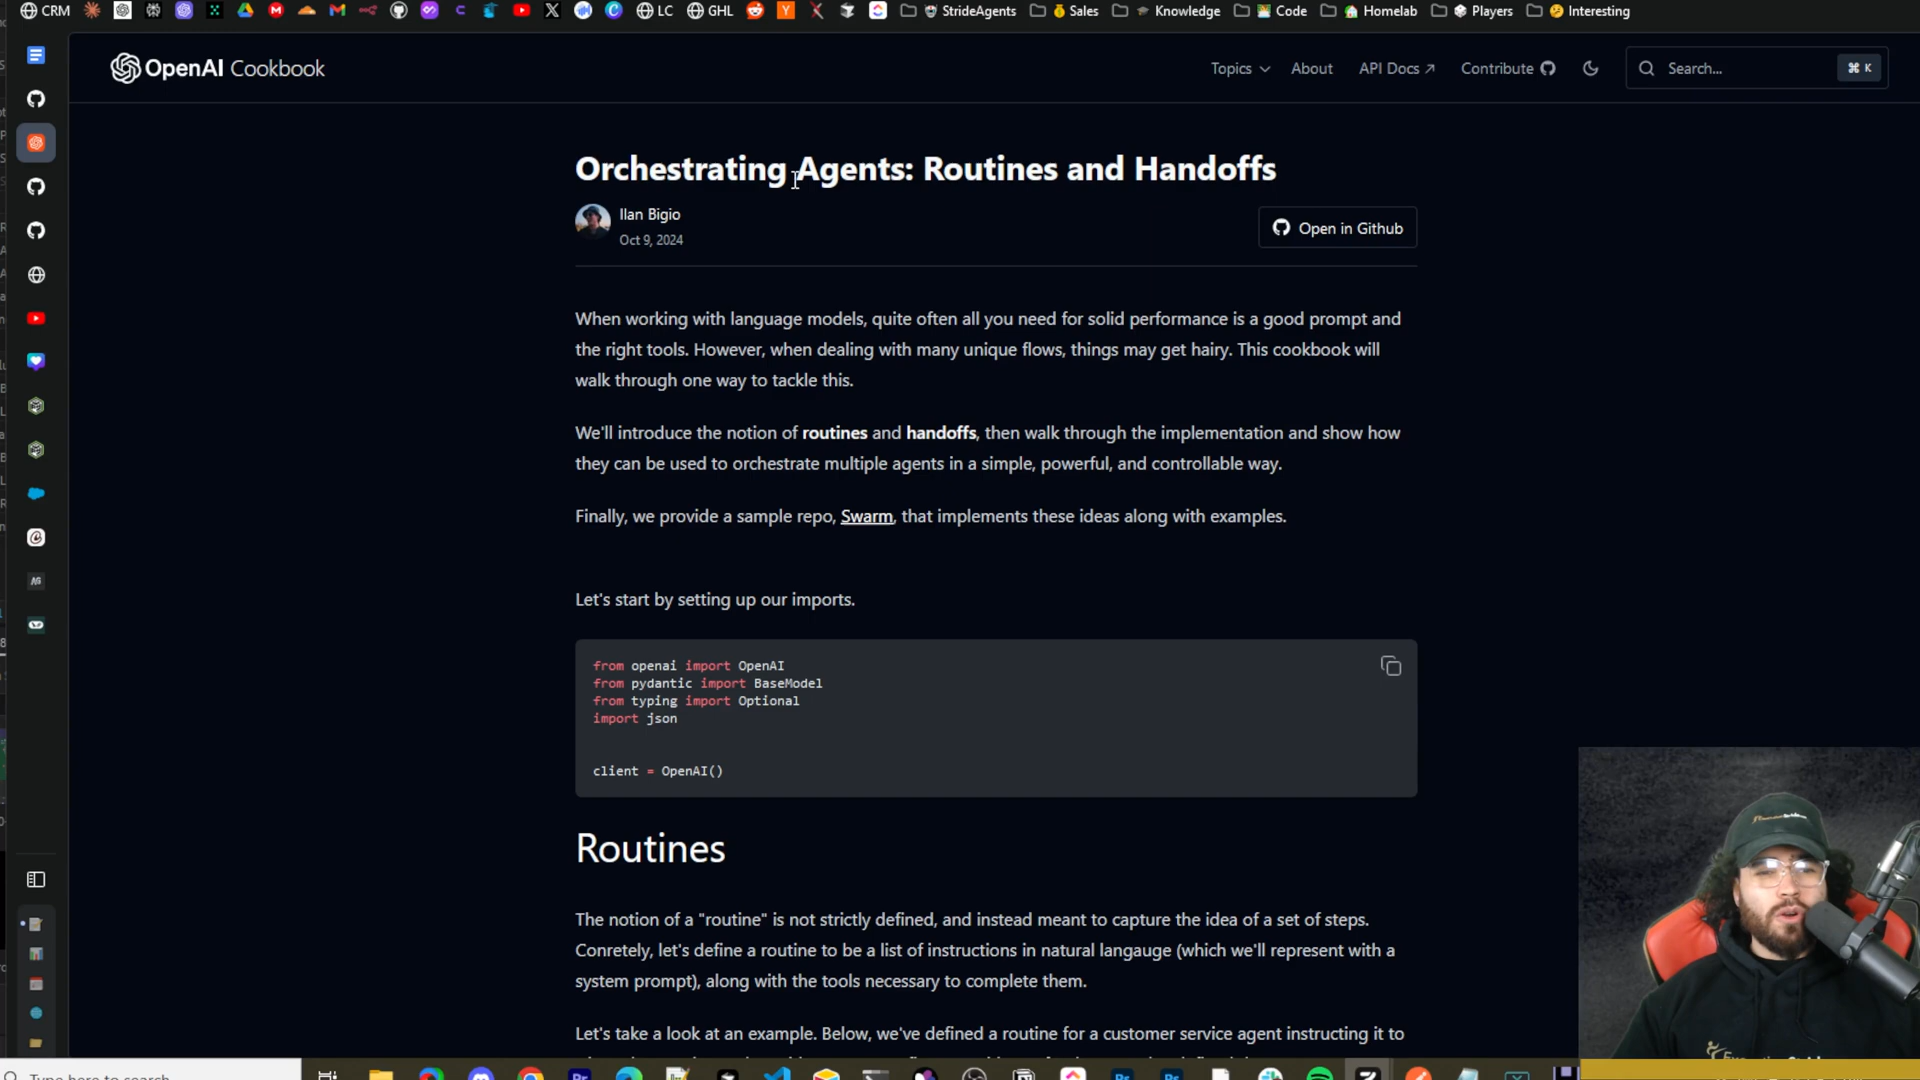 CRM
LC
GHL
StrideAgents
Sales
Knowledge
Code
Homelab
Players
Interesting
OpenAI Cookbook
Topics
About
API Docs ↗
Contribute
Search...
⌘ K
Orchestrating Agents: Routines and Handoffs
Ilan Bigio
Oct 9, 2024
Open in Github
When working with language models, quite often all you need for solid performance is a good prompt and
the right tools. However, when dealing with many unique flows, things may get hairy. This cookbook will
walk through one way to tackle this.
We'll introduce the notion of routines and handoffs, then walk through the implementation and show how
they can be used to orchestrate multiple agents in a simple, powerful, and controllable way.
Finally, we provide a sample repo, Swarm, that implements these ideas along with examples.
Let's start by setting up our imports.
from openai import OpenAI
from pydantic import BaseModel
from typing import Optional
import json
client = OpenAI()
Routines
The notion of a "routine" is not strictly defined, and instead meant to capture the idea of a set of steps.
Conretely, let's define a routine to be a list of instructions in natural langauge (which we'll represent with a
system prompt), along with the tools necessary to complete them.
Let's take a look at an example. Below, we've defined a routine for a customer service agent instructing it to
Type here to search